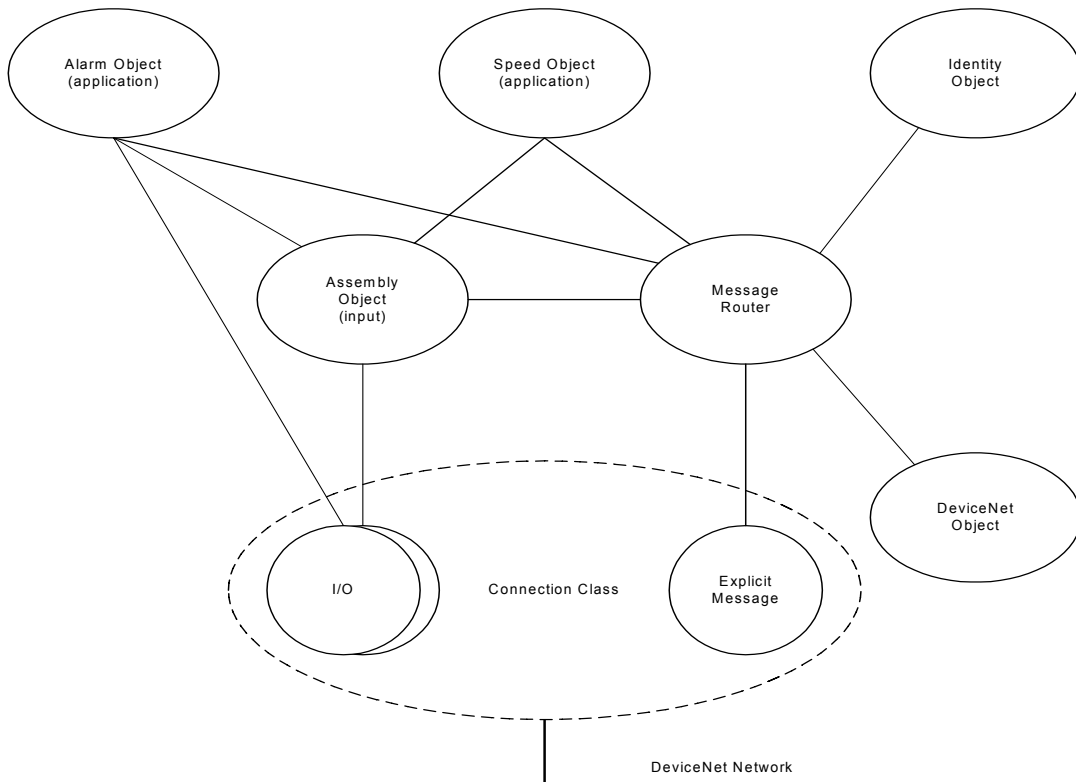 Alarm Object
(application)
Speed Object
(application)
Identity
Object
Assembly
Object
(input)
Message
Router
DeviceNet
Object
I/O
Connection Class
Explicit
Message
DeviceNet Network